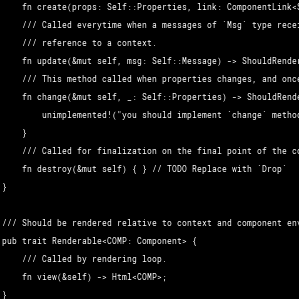 fn create(props: Self::Properties, link: ComponentLink<S
/// Called everytime when a messages of `Msg` type recei
/// reference to a context.
fn update(&mut self, msg: Self::Message) -> ShouldRender
/// This method called when properties changes, and once
fn change(&mut self, _: Self::Properties) -> ShouldRende
unimplemented!("you should implement `change` method
}
/// Called for finalization on the final point of the co
fn destroy(&mut self) { } // TODO Replace with `Drop`
}
/// Should be rendered relative to context and component env
pub trait Renderable<COMP: Component> {
/// Called by rendering loop.
fn view(&self) -> Html<COMP>;
}